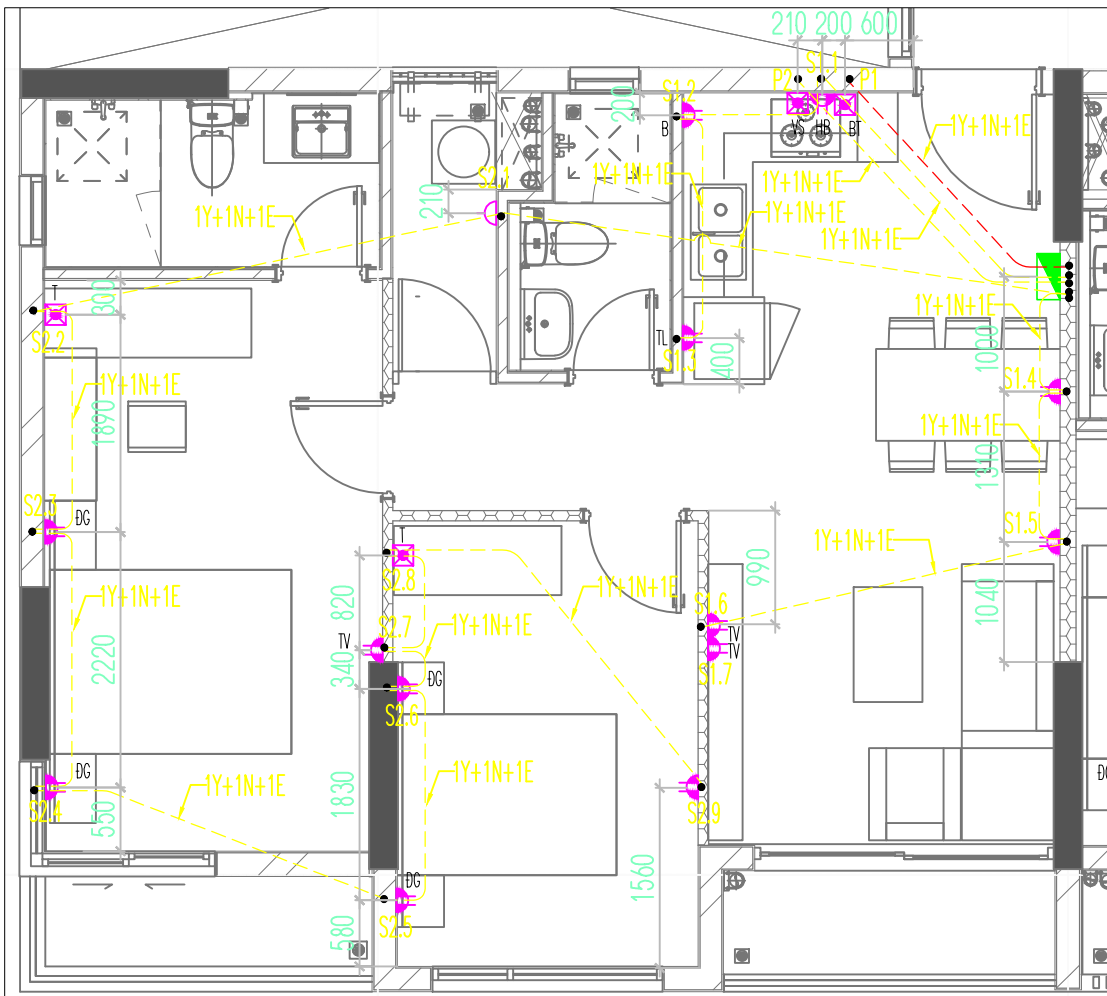 210 200 600
S1.1
P2
P1
S1.2
200
B
VS
HB
BT
1Y+1N+1E
1Y+1N+1E
1Y+1N+1E
S2.1
210
1Y+1N+1E
1Y+1N+1E
1Y+1N+1E
T
300
S2.2
1Y+1N+1E
TL
S1.3
400
1000
S1.4
1Y+1N+1E
1890
1Y+1N+1E
1310
S2.3
ĐG
S1.5
T
1Y+1N+1E
990
S2.8
1Y+1N+1E
1Y+1N+1E
820
S1.6
1040
TV
S2.7
1Y+1N+1E
TV
TV
2220
340
ĐG
S1.7
S2.6
ĐG
1Y+1N+1E
1Y+1N+1E
S2.4
550
1830
S2.9
ĐG
1560
S2.5
580